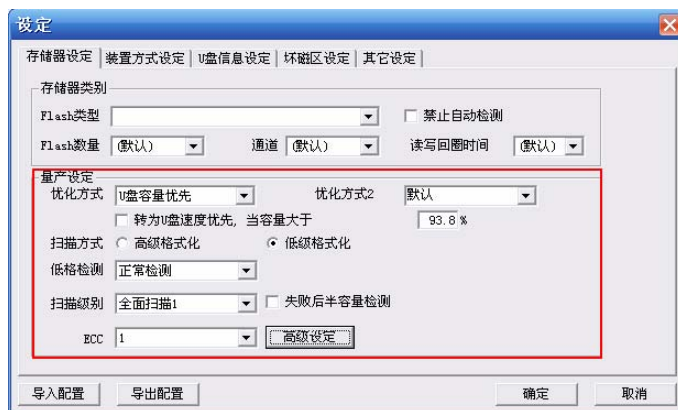 设定
存储器设定 装置方式设定 U盘信息设定 坏磁区设定 其它设定
存储器类别
Flash类型 禁止自动检测
Flash数量 (默认) 通道 (默认) 读写回圈时间 (默认)
量产设定
优化方式 U盘容量优先 优化方式2 默认
转为U盘速度优先, 当容量大于 93.8 %
扫描方式 高级格式化 低级格式化
低格检测 正常检测
扫描级别 全面扫描1 失败后半容量检测
ECC 1 高级设定
导入配置 导出配置 确定 取消